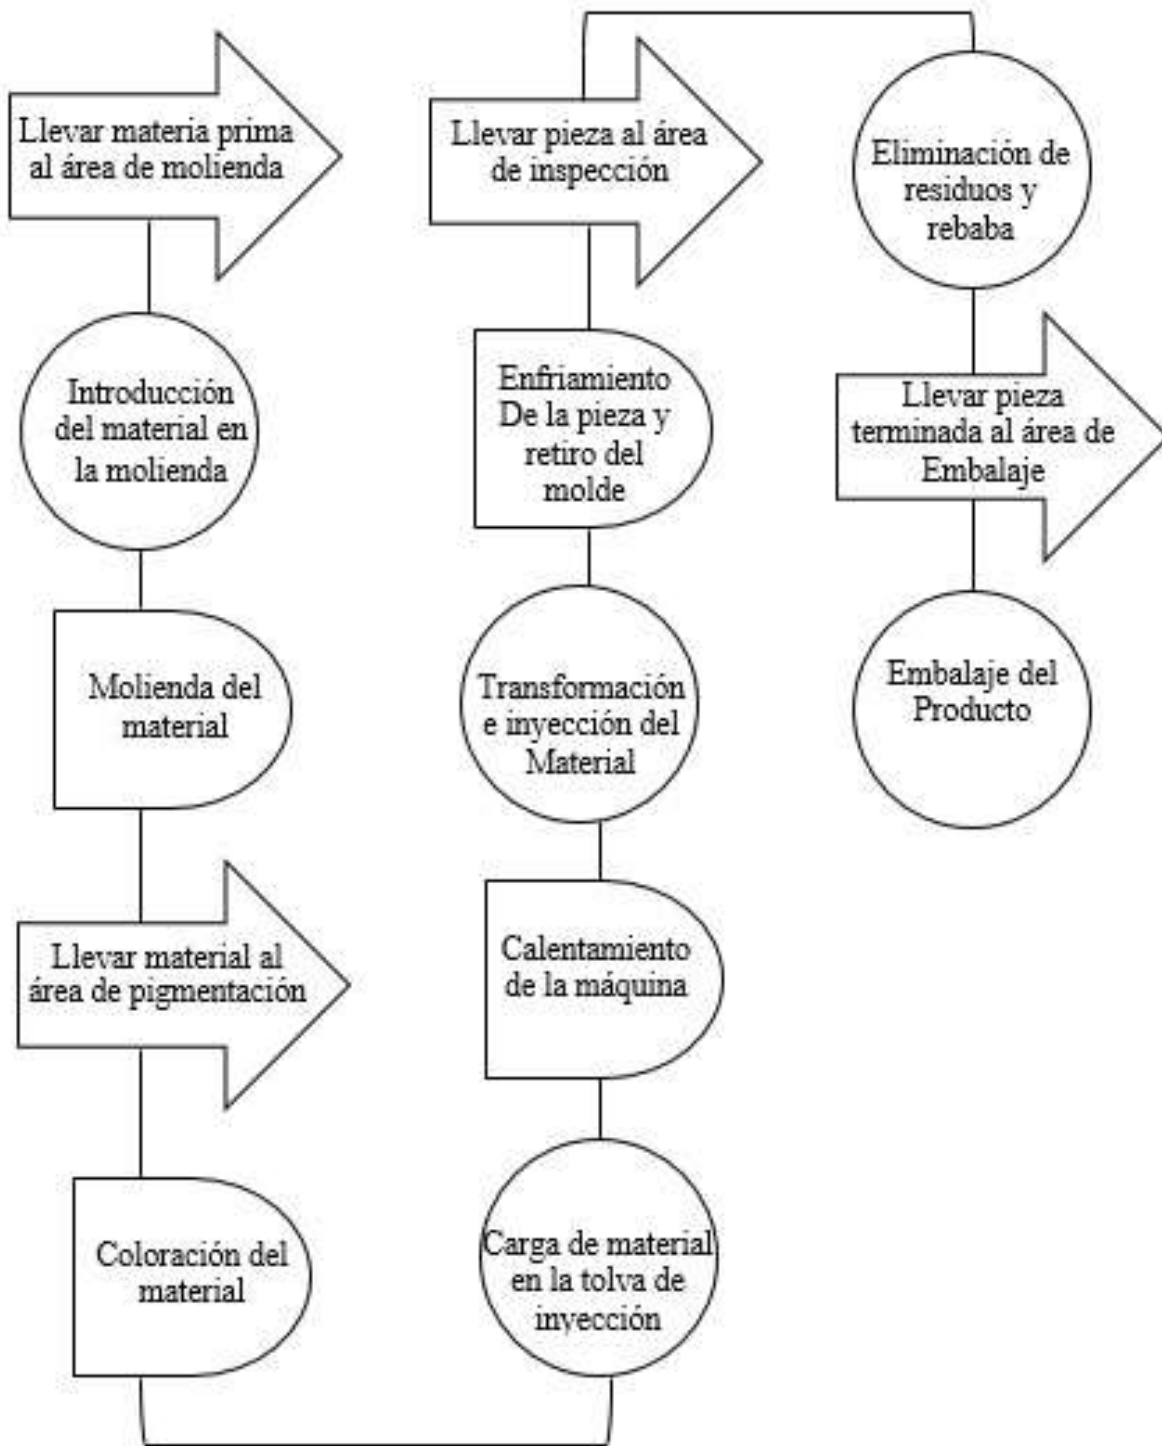 Llevar materia prima
al área de molienda
Introducción
del material en
la molienda
Molienda del
material
Llevar material al
área de pigmentación
Coloración del
material
Llevar pieza al área
de inspección
Enfriamiento
De la pieza y
retiro del
molde
Transformación
e inyección del
Material
Calentamiento
de la máquina
Carga de material
en la tolva de
inyección
Eliminación de
residuos y
rebaba
Llevar pieza
terminada al área de
Embalaje
Embalaje del
Producto